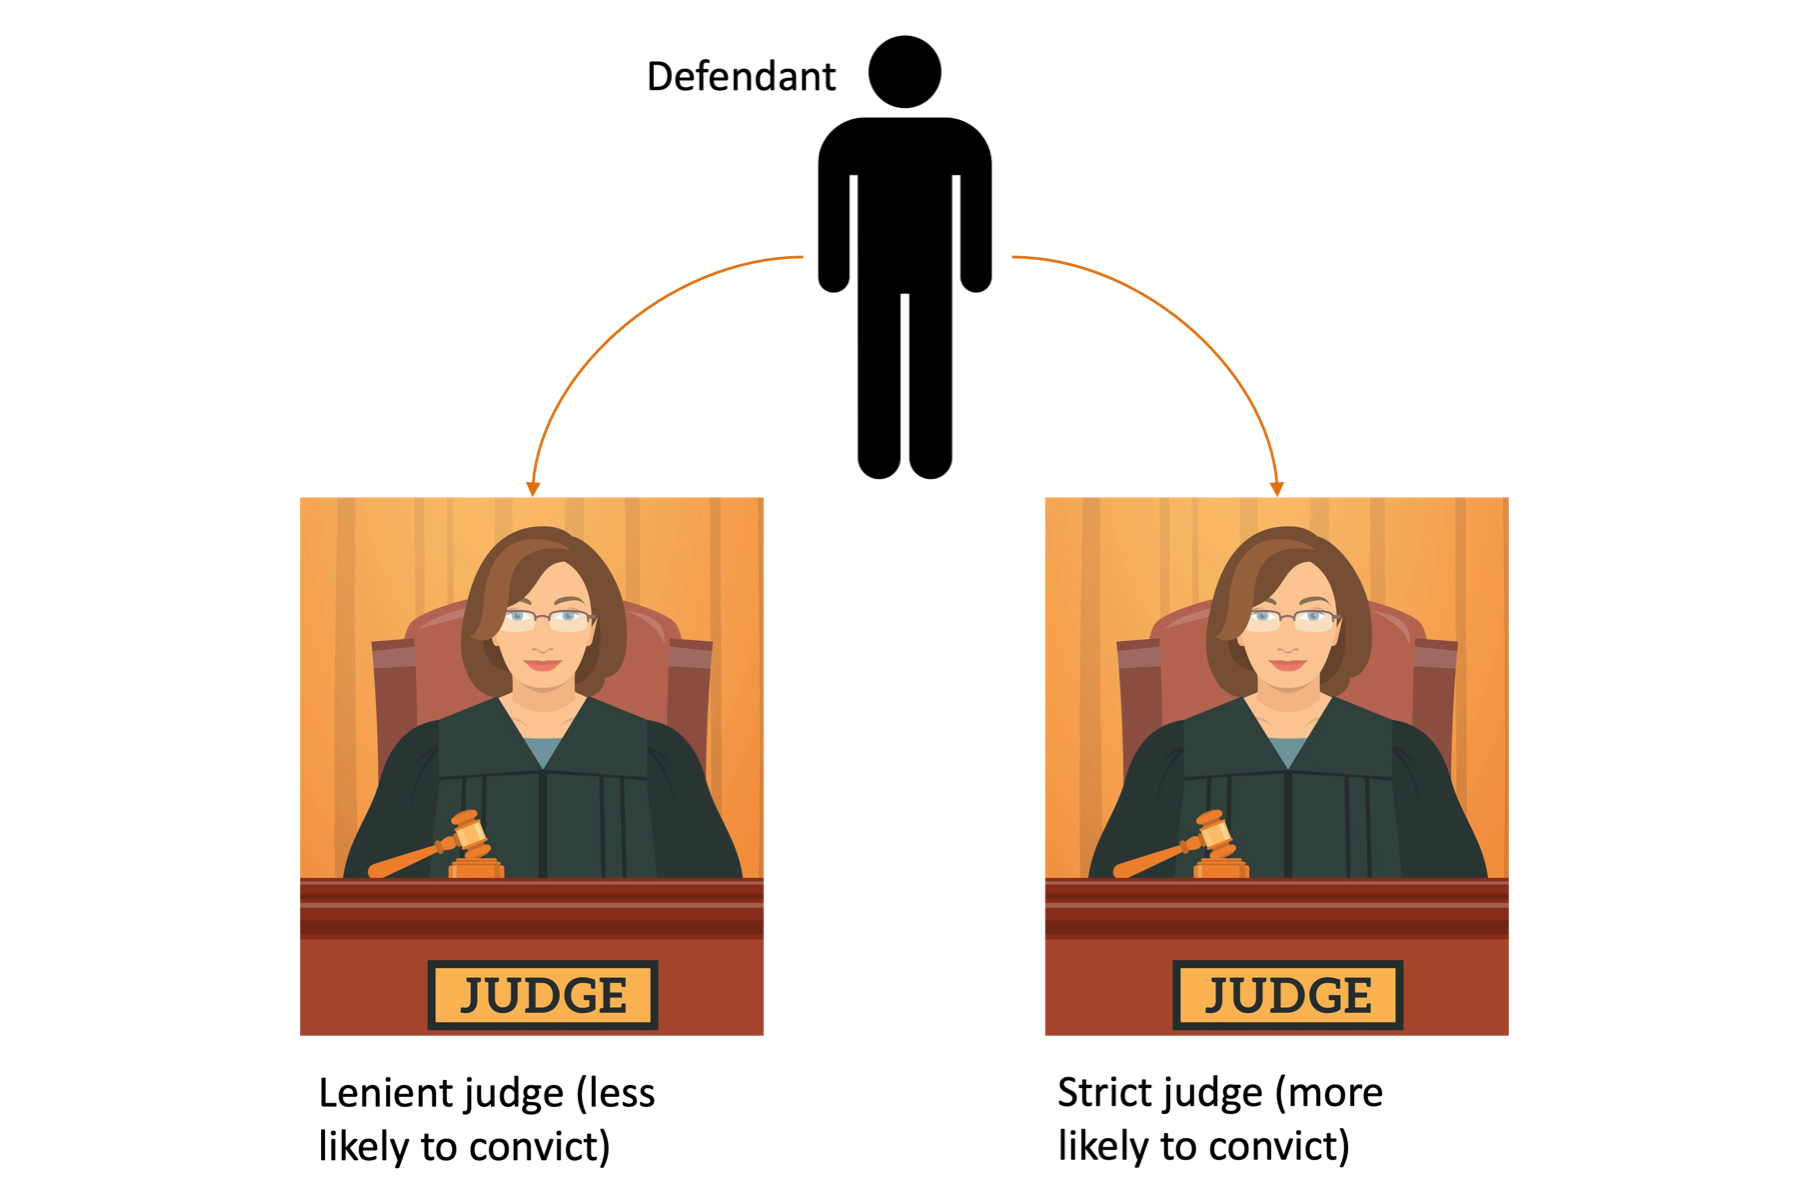 Defendant
JUDGE
JUDGE
Lenient judge (less
likely to convict)
Strict judge (more
likely to convict)